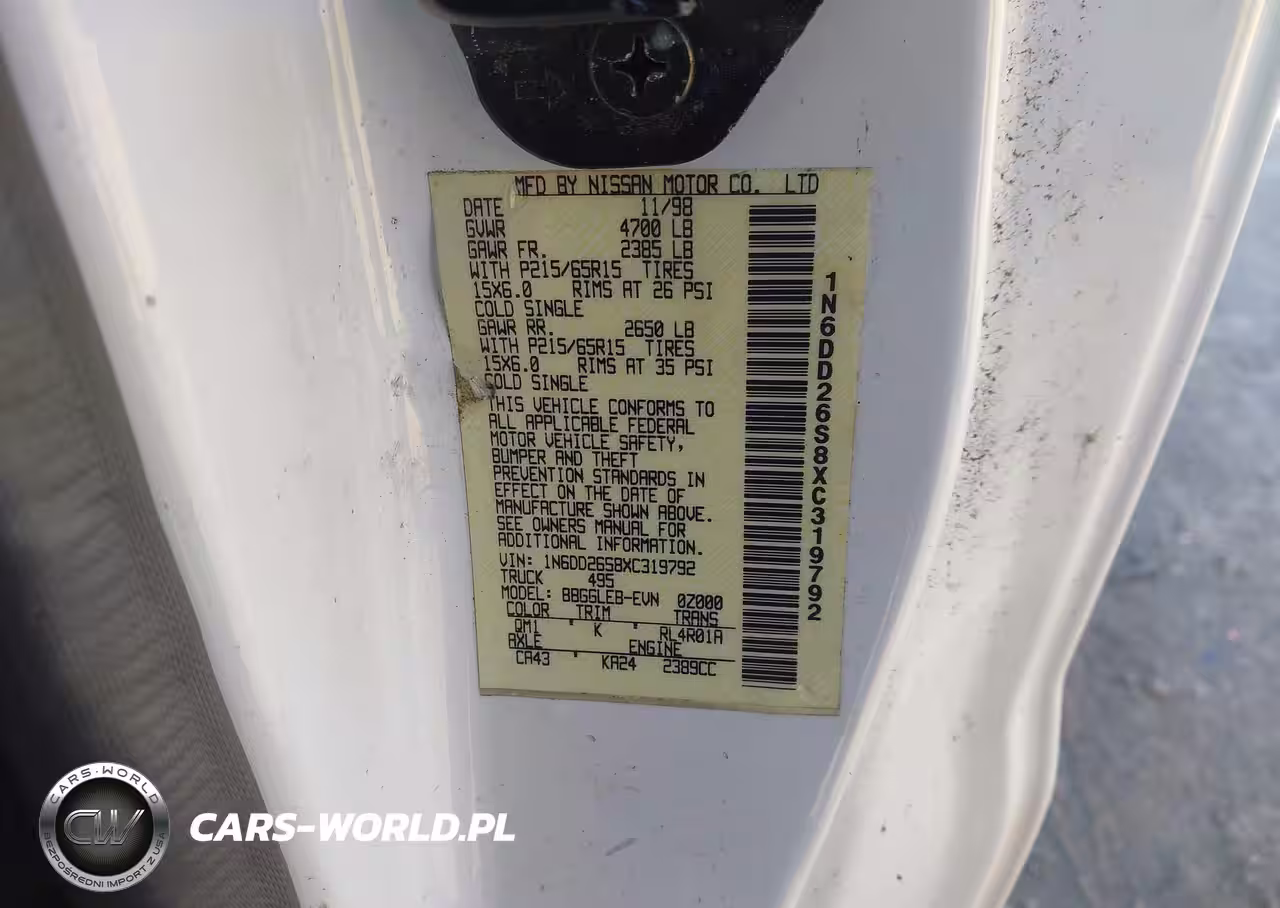 MFD BY NISSAN MOTOR CO. LTD
DATE 11/98
GVWR 4700 LB
GAWR FR. 2385 LB
WITH P215/65R15 TIRES
15X6.0 RIMS AT 26 PSI
COLD SINGLE
GAWR RR. 2650 LB
WITH P215/65R15 TIRES
15X6.0 RIMS AT 35 PSI
COLD SINGLE
THIS VEHICLE CONFORMS TO
ALL APPLICABLE FEDERAL
MOTOR VEHICLE SAFETY,
BUMPER AND THEFT
PREVENTION STANDARDS IN
EFFECT ON THE DATE OF
MANUFACTURE SHOWN ABOVE.
SEE OWNERS MANUAL FOR
ADDITIONAL INFORMATION.
VIN: 1N6DD26S8XC319792
TRUCK 495
MODEL: BBGGLEB-EVN 0Z000
COLOR TRIM TRANS
QM1 K RL4R01A
AXLE ENGINE
CA43 KA24 2389CC
1N6DD26S8XC319792
CARS-WORLD
CW
BEZPOŚREDNI IMPORT Z USA
CARS-WORLD.PL